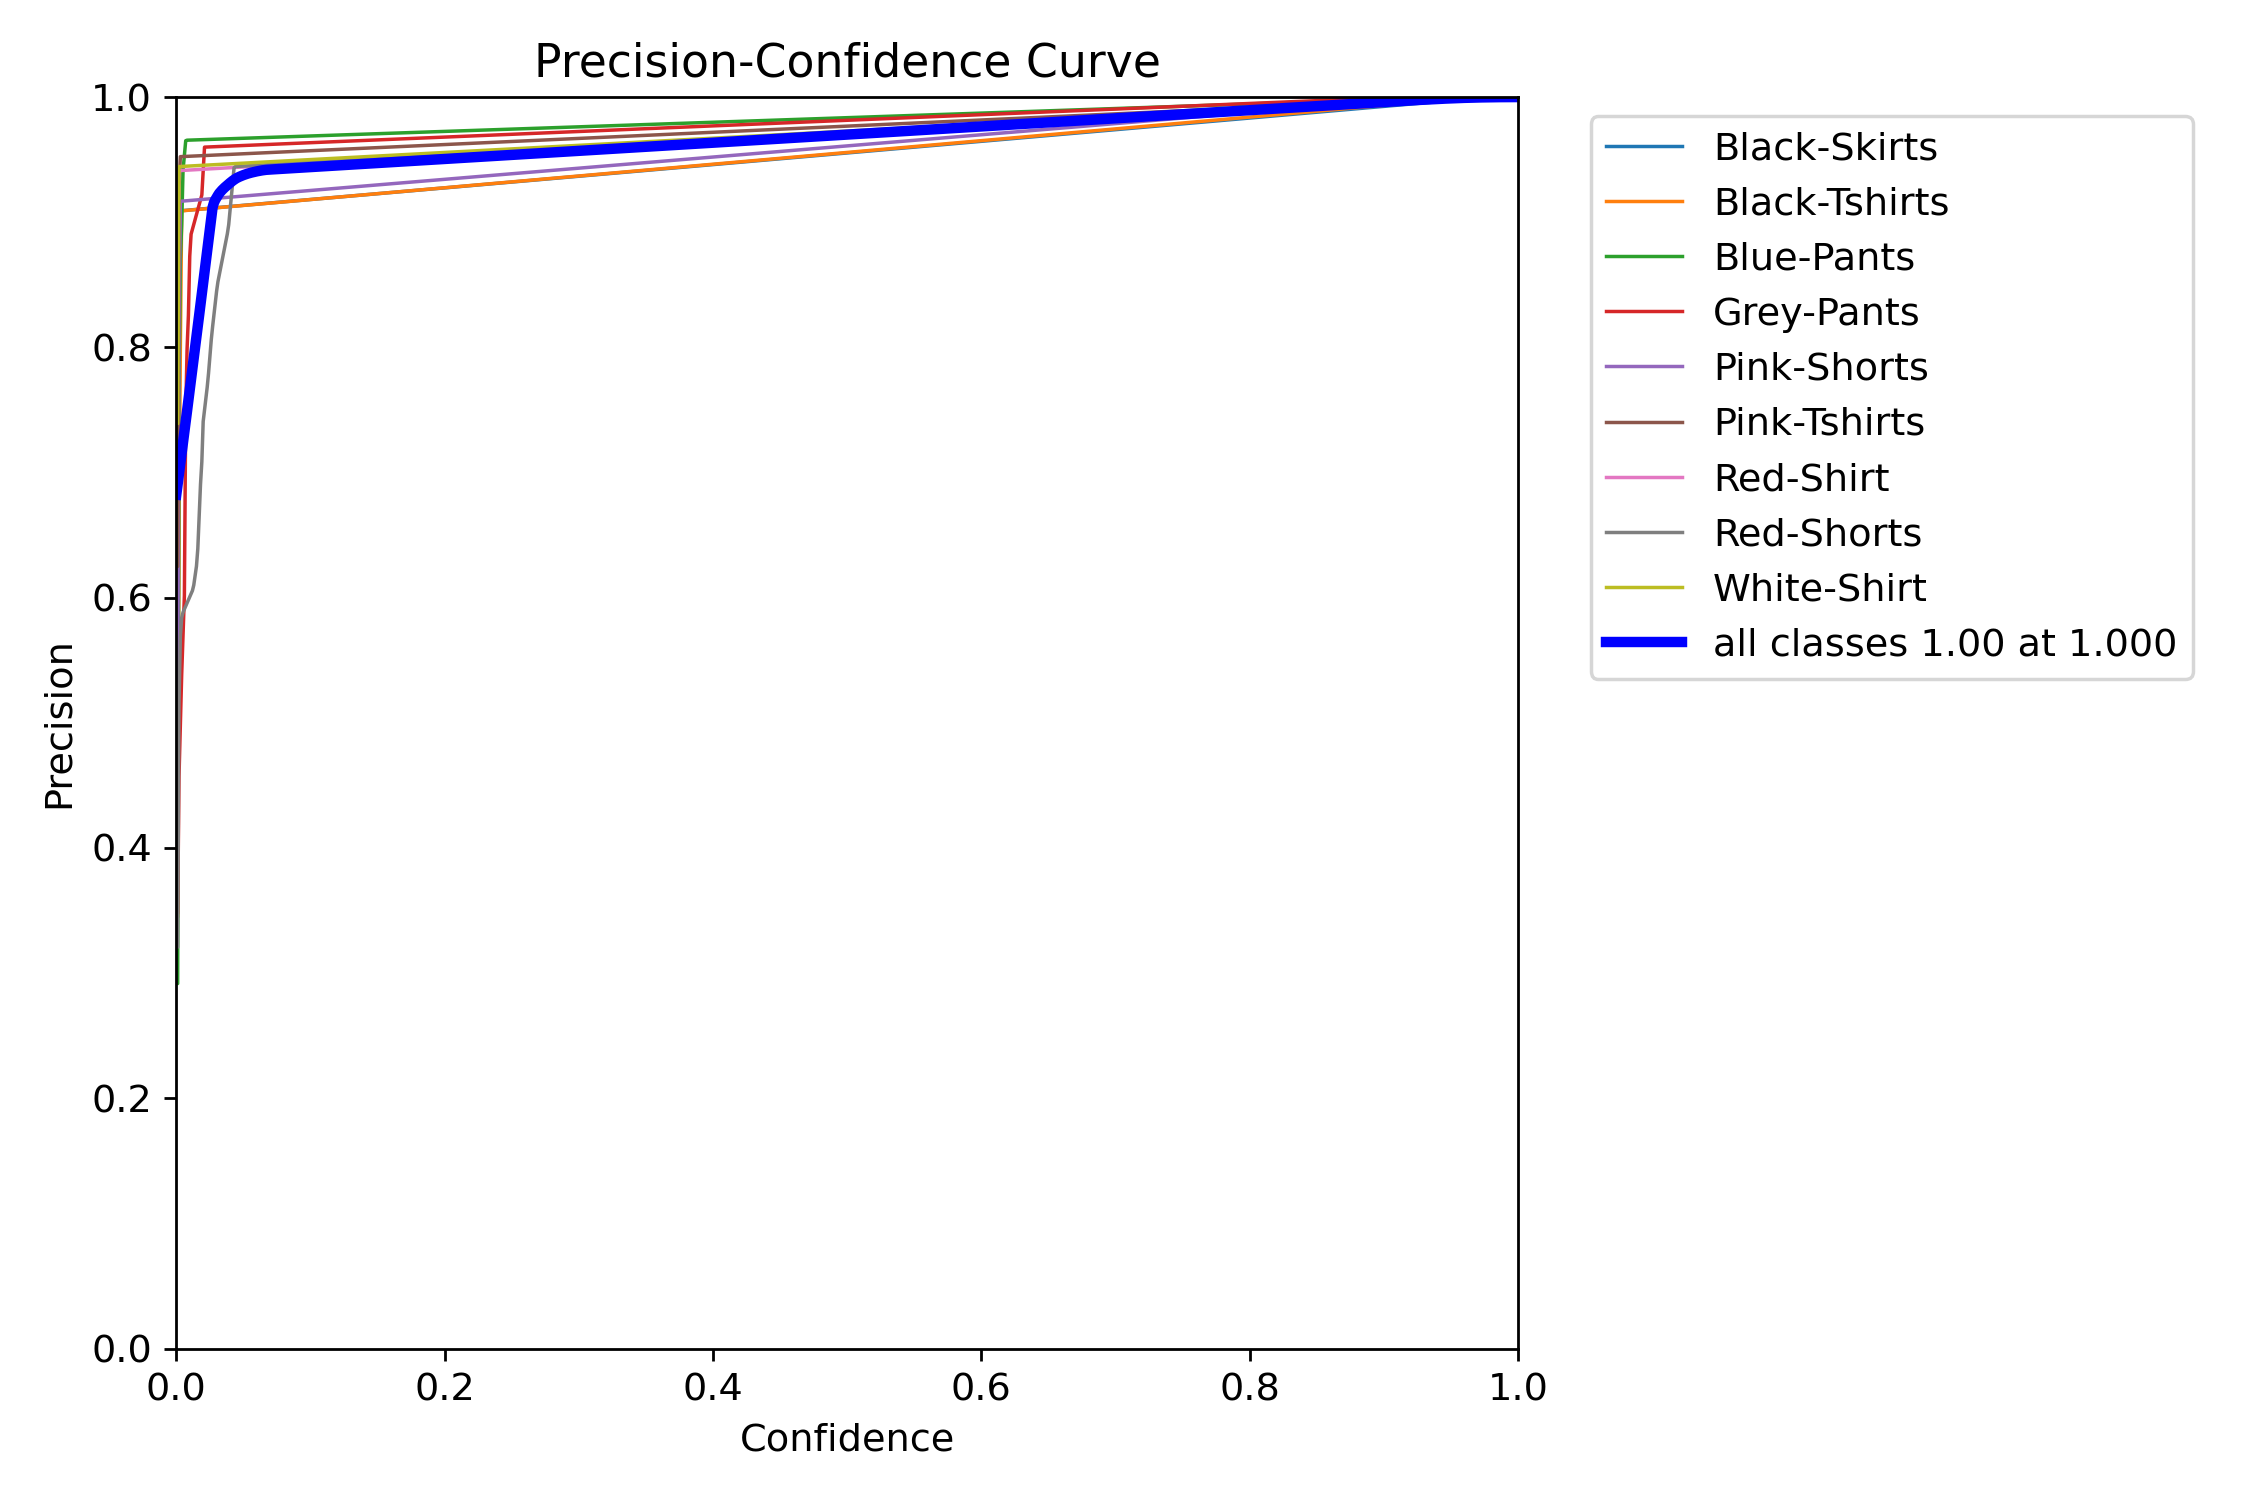 Precision-Confidence Curve
1.0
0.8
0.6
0.4
0.2
0.0
Precision
0.0 0.2 0.4 0.6 0.8 1.0
Confidence
Black-Skirts
Black-Tshirts
Blue-Pants
Grey-Pants
Pink-Shorts
Pink-Tshirts
Red-Shirt
Red-Shorts
White-Shirt
all classes 1.00 at 1.000